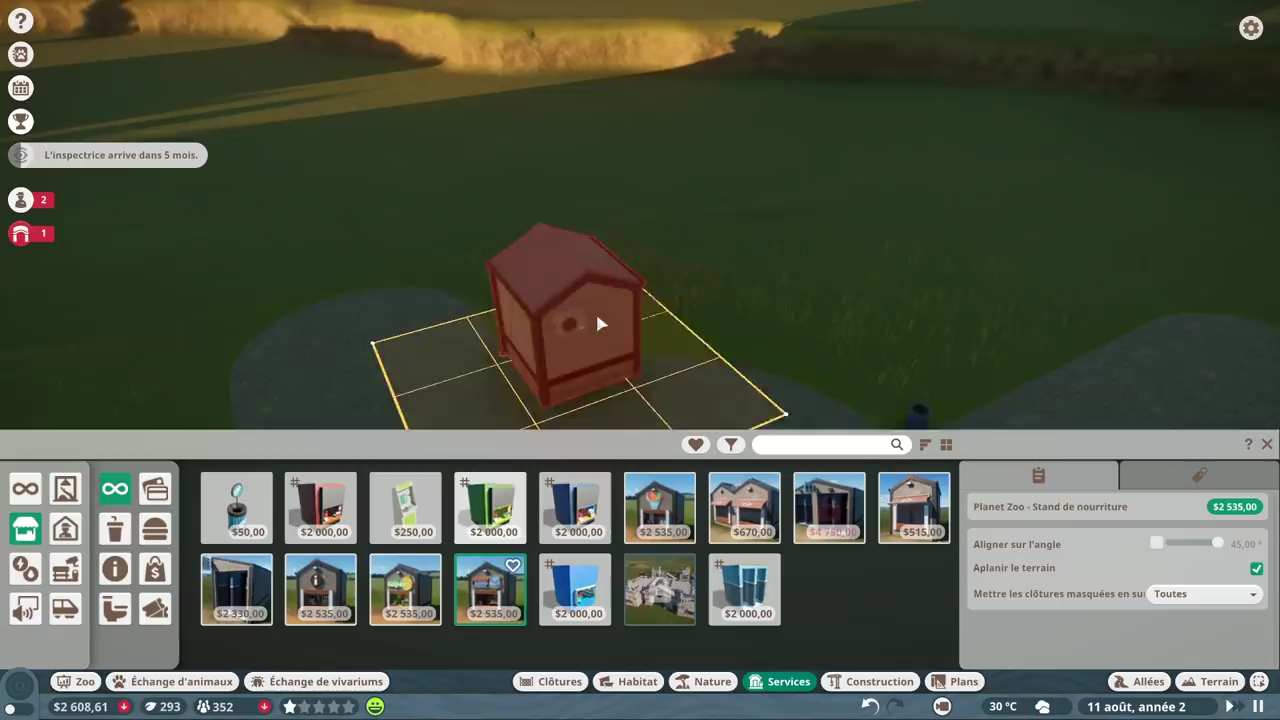 L'inspectrice arrive dans 5 mois.
2
1
$50,00
$2 000,00
$250,00
$2 000,00
$2 000,00
$2 535,00
$670,00
$4 750,00
$515,00
$2 330,00
$2 535,00
$2 535,00
$2 535,00
$2 000,00
$2 000,00
Planet Zoo - Stand de nourriture
$2 535,00
Aligner sur l'angle
45,00 °
Aplanir le terrain
Mettre les clôtures masquées en su
Toutes
Zoo
Échange d'animaux
Échange de vivariums
Clôtures
Habitat
Nature
Services
Construction
Plans
Allées
Terrain
$2 608,61
293
352
30 °C
11 août, année 2